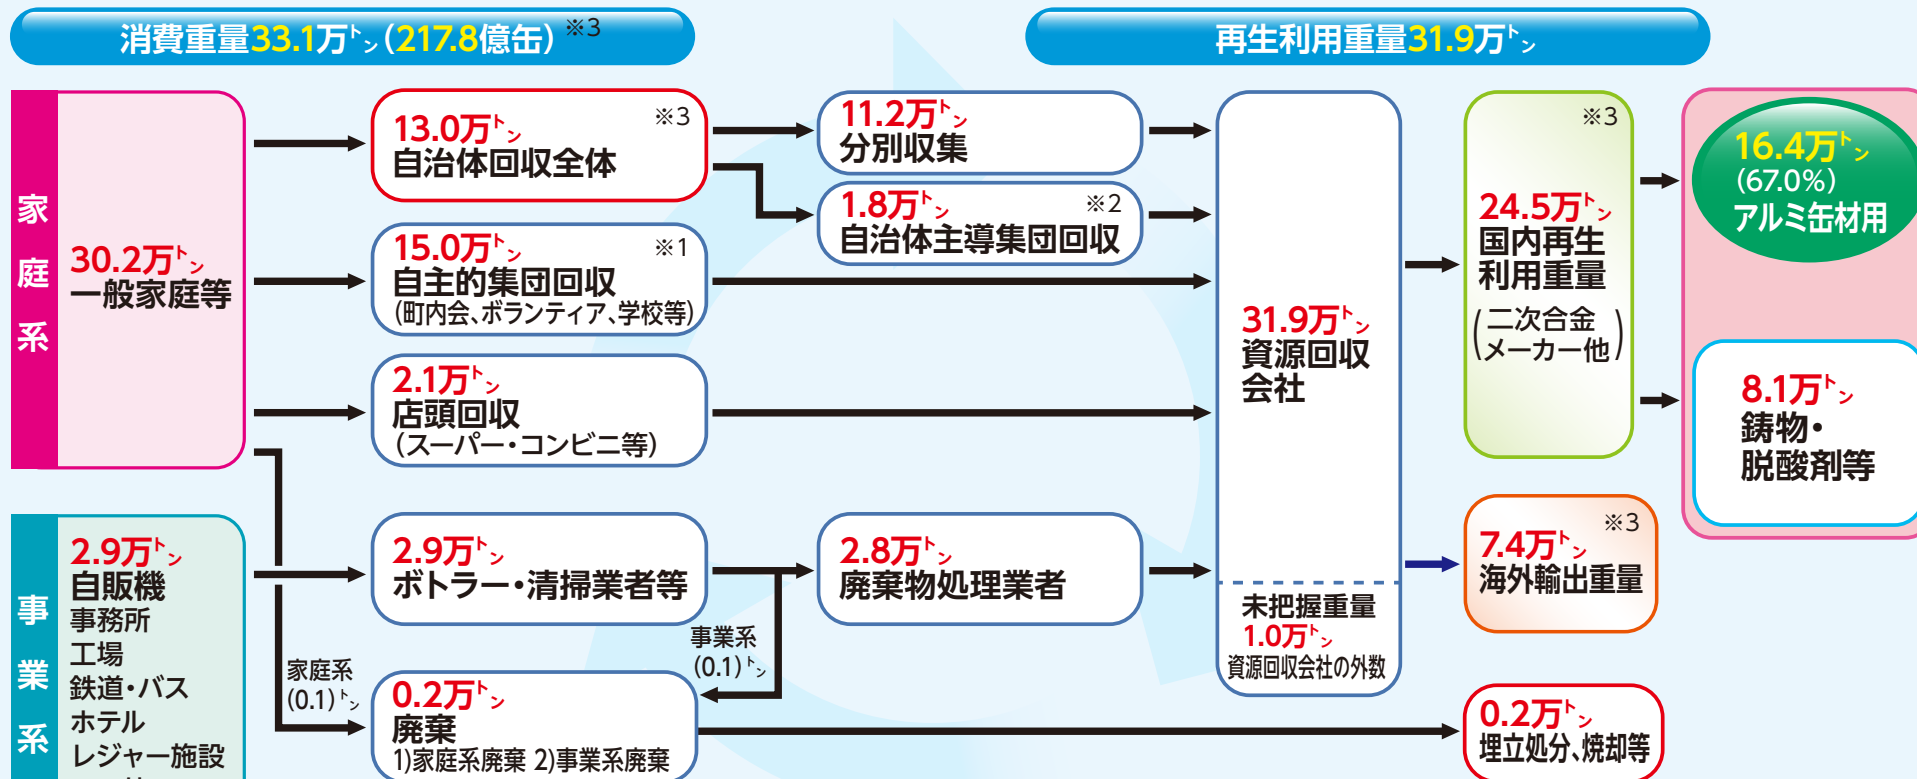 消費重量33.1万トン(217.8億缶) ※3
再生利用重量31.9万トン
家庭系
30.2万トン
一般家庭等
13.0万トン ※3
自治体回収全体
15.0万トン ※1
自主的集団回収
(町内会、ボランティア、学校等)
2.1万トン
店頭回収
(スーパー・コンビニ等)
11.2万トン
分別収集
1.8万トン ※2
自治体主導集団回収
31.9万トン
資源回収
会社
未把握重量
1.0万トン
資源回収会社の外数
※3
24.5万トン
国内再生
利用重量
(二次合金
メーカー他)
16.4万トン
(67.0%)
アルミ缶材用
8.1万トン
鋳物・
脱酸剤等
※3
7.4万トン
海外輸出重量
事業系
2.9万トン
自販機
事務所
工場
鉄道・バス
ホテル
レジャー施設
2.9万トン
ボトラー・清掃業者等
2.8万トン
廃棄物処理業者
事業系
(0.1)トン
家庭系
(0.1)トン
0.2万トン
廃棄
1)家庭系廃棄 2)事業系廃棄
0.2万トン
埋立処分、焼却等